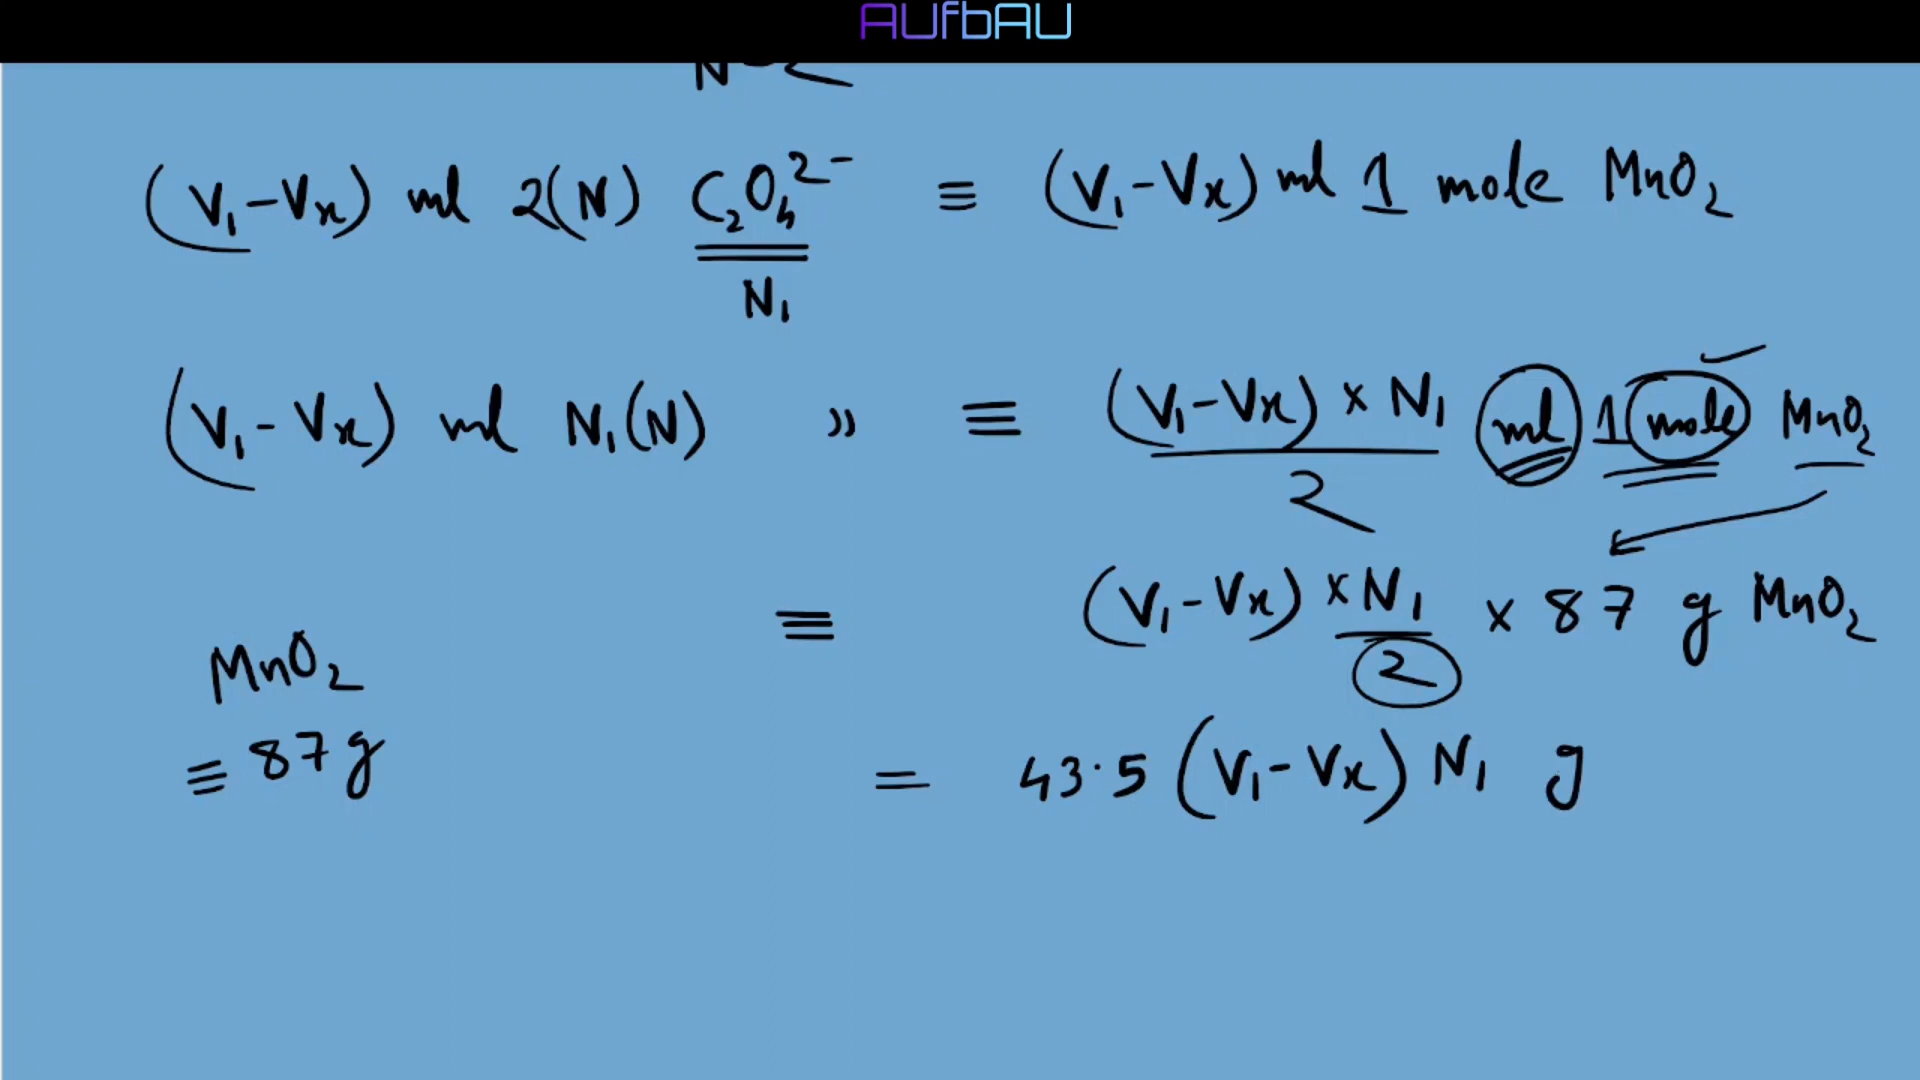 AUFBAU
N 2
(V₁-Vx) ml 2(N) C₂O₄²⁻ ≡ (V₁-Vx) ml 1 mole MnO₂
N₁
(V₁-Vx) ml N₁(N) 〃 ≡ (V₁-Vx) × N₁ / 2 ml 1 mole MnO₂
≡ (V₁-Vx) × N₁ / 2 × 87 g MnO₂
MnO₂
≡ 87 g
= 43.5 (V₁-Vx) N₁ g